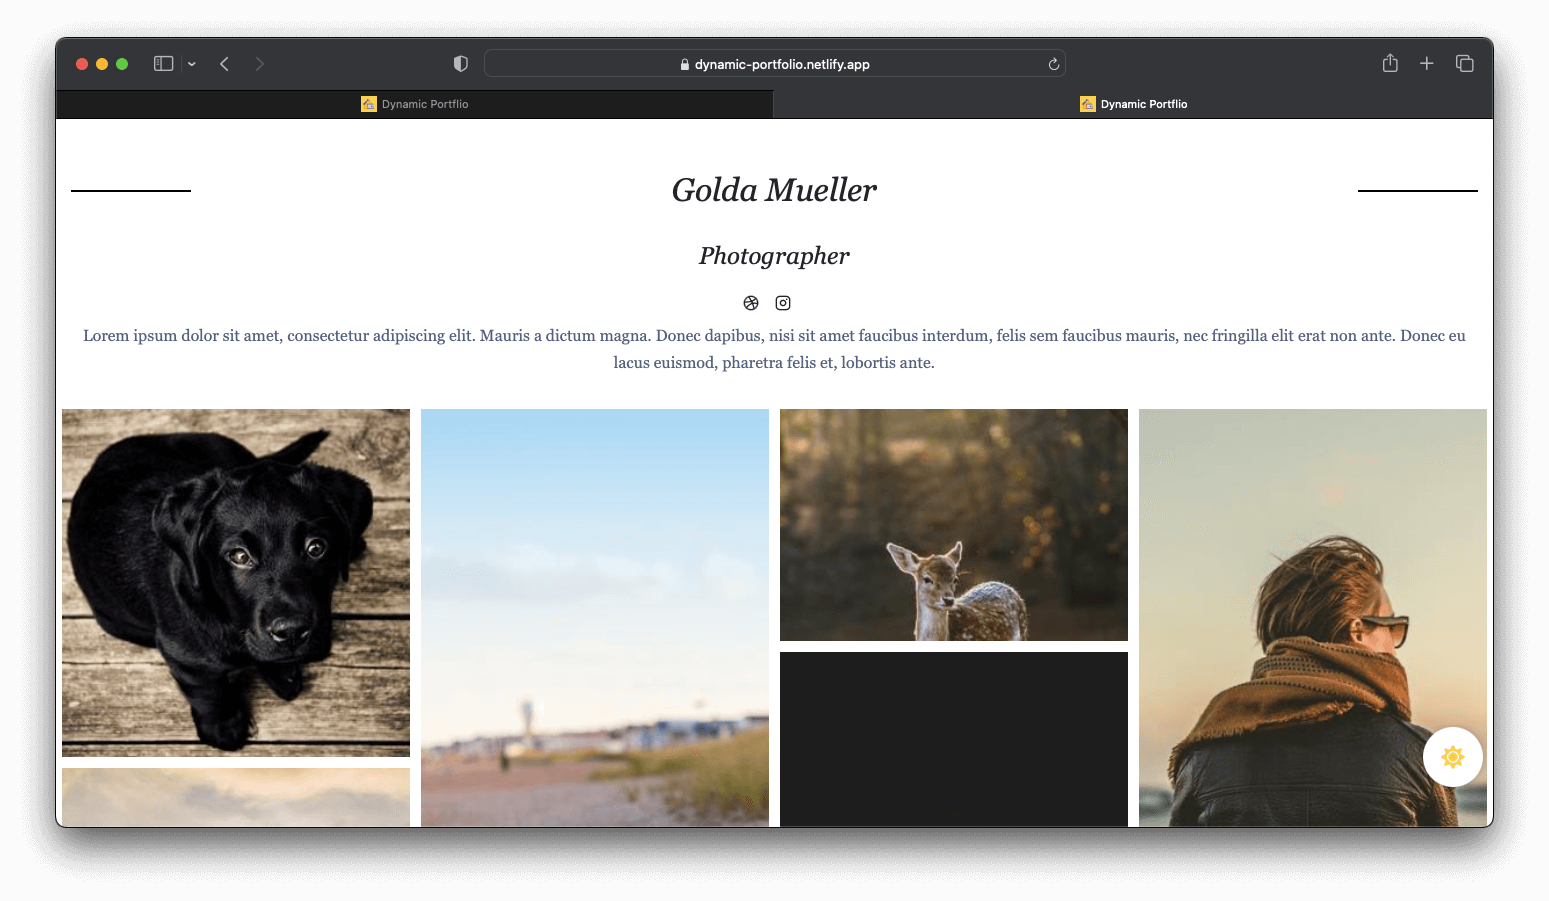 dynamic-portfolio.netlify.app
Dynamic Portflio
Dynamic Portflio
Golda Mueller
Photographer
Lorem ipsum dolor sit amet, consectetur adipiscing elit. Mauris a dictum magna. Donec dapibus, nisi sit amet faucibus interdum, felis sem faucibus mauris, nec fringilla elit erat non ante. Donec eu
lacus euismod, pharetra felis et, lobortis ante.